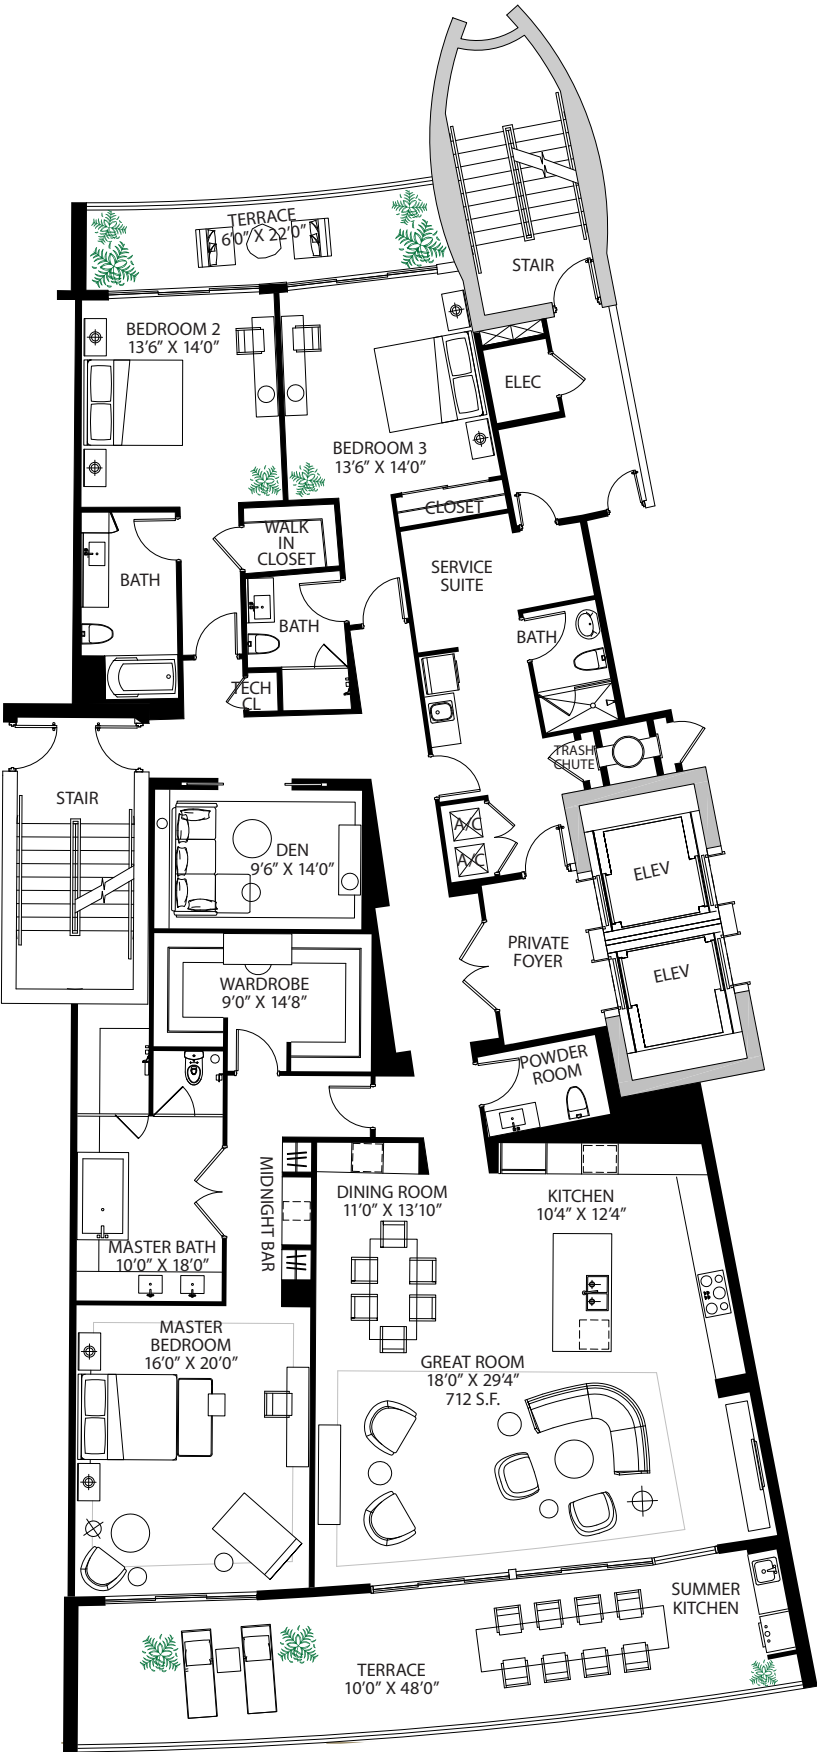 TERRACE
6'0” X 22'0”
STAIR
BEDROOM 2
13'6” X 14'0”
ELEC
BEDROOM 3
13'6” X 14'0”
CLOSET
WALK
IN
CLOSET
SERVICE
SUITE
BATH
BATH
BATH
TECH
CL
TRASH
CHUTE
STAIR
A/C
A/C
DEN
9'6” X 14'0”
ELEV
PRIVATE
FOYER
ELEV
WARDROBE
9'0” X 14'8”
POWDER
ROOM
MIDNIGHT BAR
DINING ROOM
11'0” X 13'10”
KITCHEN
10'4” X 12'4”
MASTER BATH
10'0” X 18'0”
MASTER
BEDROOM
16'0” X 20'0”
GREAT ROOM
18'0” X 29'4”
712 S.F.
SUMMER
KITCHEN
TERRACE
10'0” X 48'0”